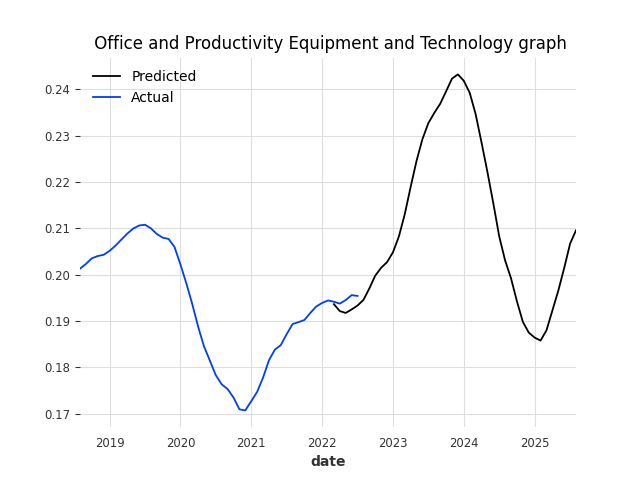 Office and Productivity Equipment and Technology graph
Predicted
Actual
0.24
0.23
0.22
0.21
0.20
0.19
0.18
0.17
2019 2020 2021 2022 2023 2024 2025
date